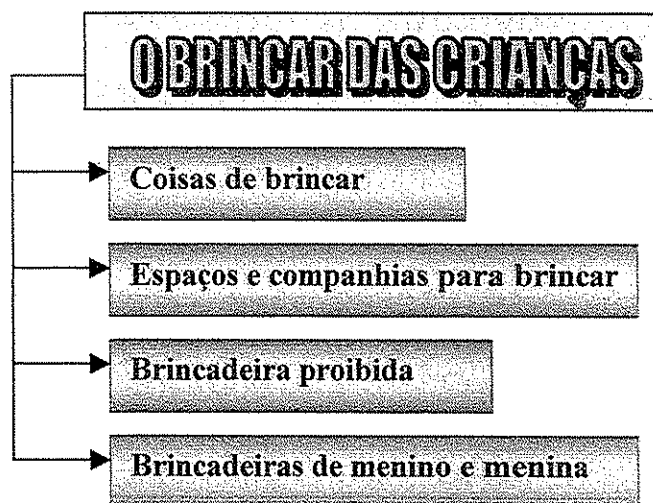 O BRINCAR DAS CRIANÇAS
Coisas de brincar
Espaços e companhias para brincar
Brincadeira proibida
Brincadeiras de menino e menina